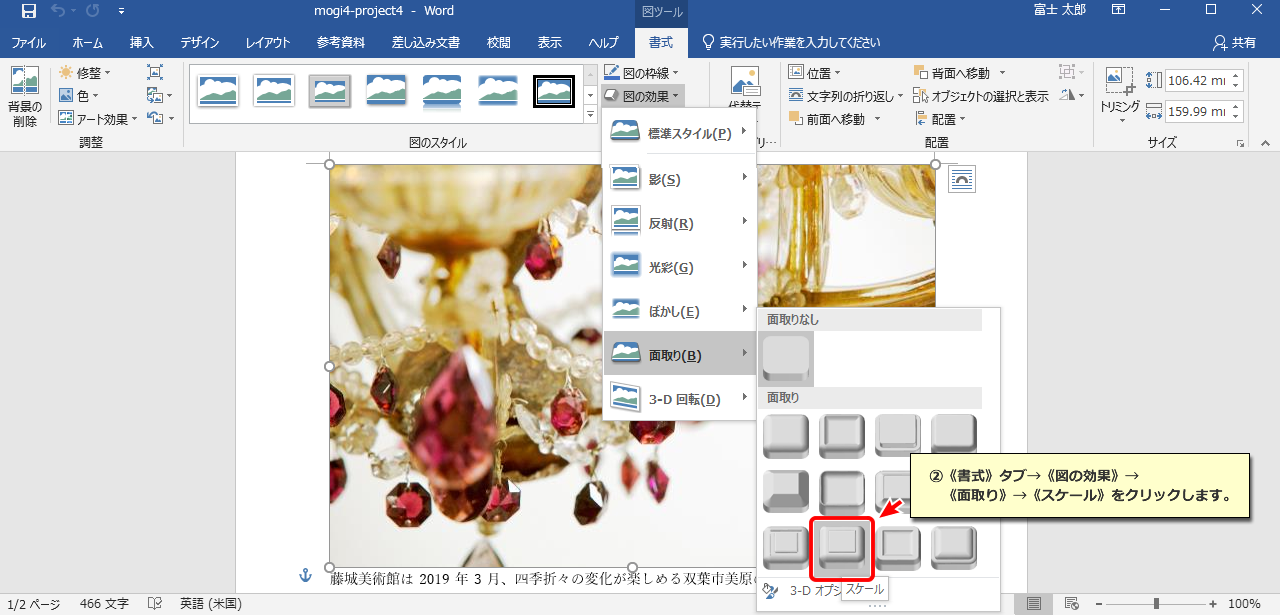 mogi4-project4 - Word
図ツール
富士 太郎
ファイル
ホーム
挿入
デザイン
レイアウト
参考資料
差し込み文書
校閲
表示
ヘルプ
書式
実行したい作業を入力してください
共有
背景の
削除
修整
色
アート効果
調整
図のスタイル
図の枠線
図の効果
代替テ
位置
文字列の折り返し
前面へ移動
背面へ移動
オブジェクトの選択と表示
配置
配置
トリミング
106.42 mm
159.99 mm
サイズ
標準スタイル(P)
影(S)
反射(R)
光彩(G)
ぼかし(E)
面取り(B)
3-D 回転(D)
面取りなし
面取り
②《書式》タブ→《図の効果》→
《面取り》→《スケール》をクリックします。
3-D オプシ
スケール
藤城美術館は 2019 年 3 月、四季折々の変化が楽しめる双葉市美原の
1/2 ページ
466 文字
英語 (米国)
100%